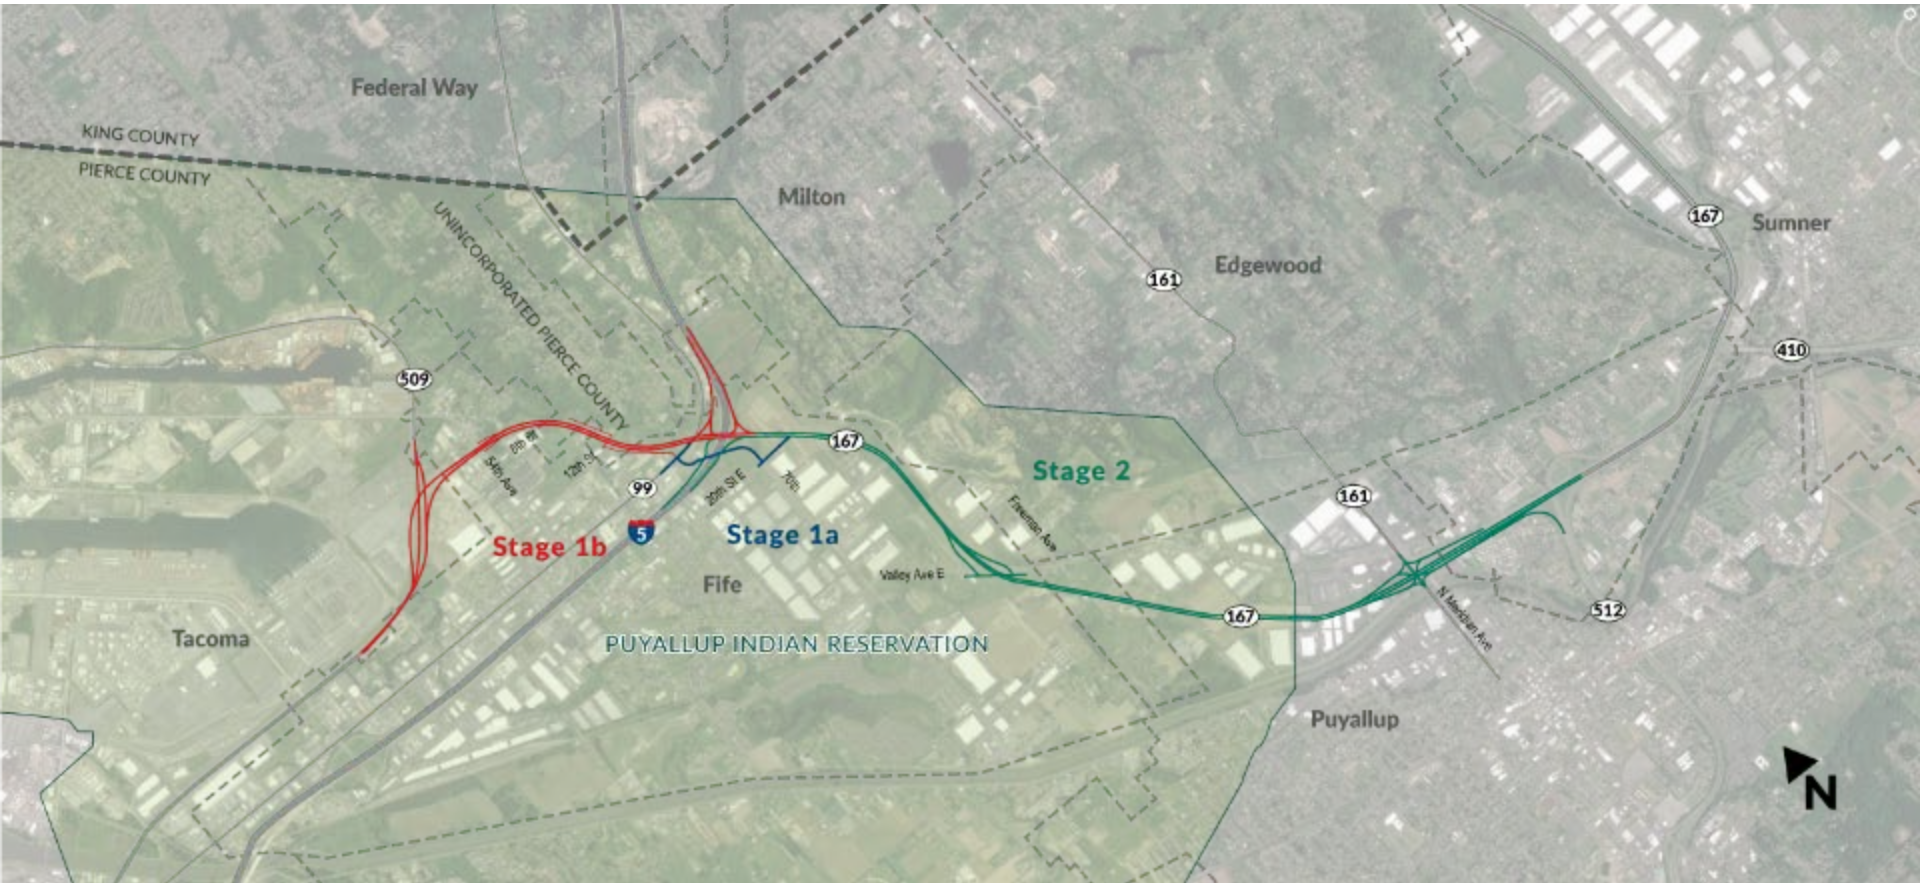 Federal Way
KING COUNTY
PIERCE COUNTY
UNINCORPORATED PIERCE COUNTY
Milton
167
Sumner
161
Edgewood
410
509
8th St E
54th Ave
12th St E
167
99
20th St E
70th
Stage 2
161
Freeman Ave
5
Stage 1a
Stage 1b
Fife
Valley Ave E
167
N Meridian Ave
512
Tacoma
PUYALLUP INDIAN RESERVATION
Puyallup
N